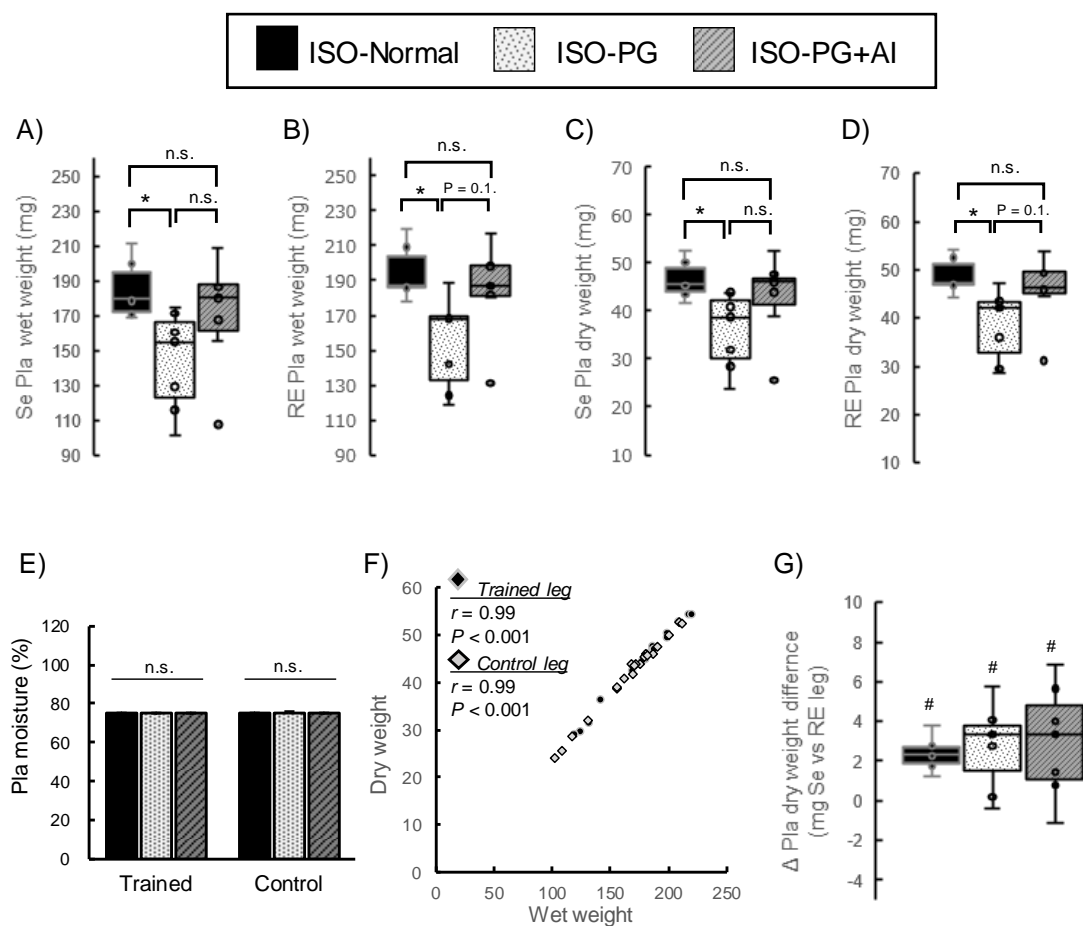 ISO-Normal ISO-PG ISO-PG+AI
A)
Se Pla wet weight (mg)
250
230
210
190
170
150
130
110
90
n.s.
*
n.s.
B)
RE Pla wet weight (mg)
250
230
210
190
170
150
130
110
90
n.s.
*
P = 0.1.
C)
Se Pla dry weight (mg)
70
60
50
40
30
20
10
n.s.
*
n.s.
D)
RE Pla dry weight (mg)
70
60
50
40
30
20
10
n.s.
*
P = 0.1.
E)
Pla moisture (%)
120
100
80
60
40
20
0
n.s.
n.s.
Trained Control
F)
Dry weight
60
50
40
30
20
10
0
Trained leg
r = 0.99
P < 0.001
Control leg
r = 0.99
P < 0.001
0 50 100 150 200 250
Wet weight
G)
Δ Pla dry weight differnce
(mg Se vs RE leg)
10
8
6
4
2
0
-2
-4
#
#
#